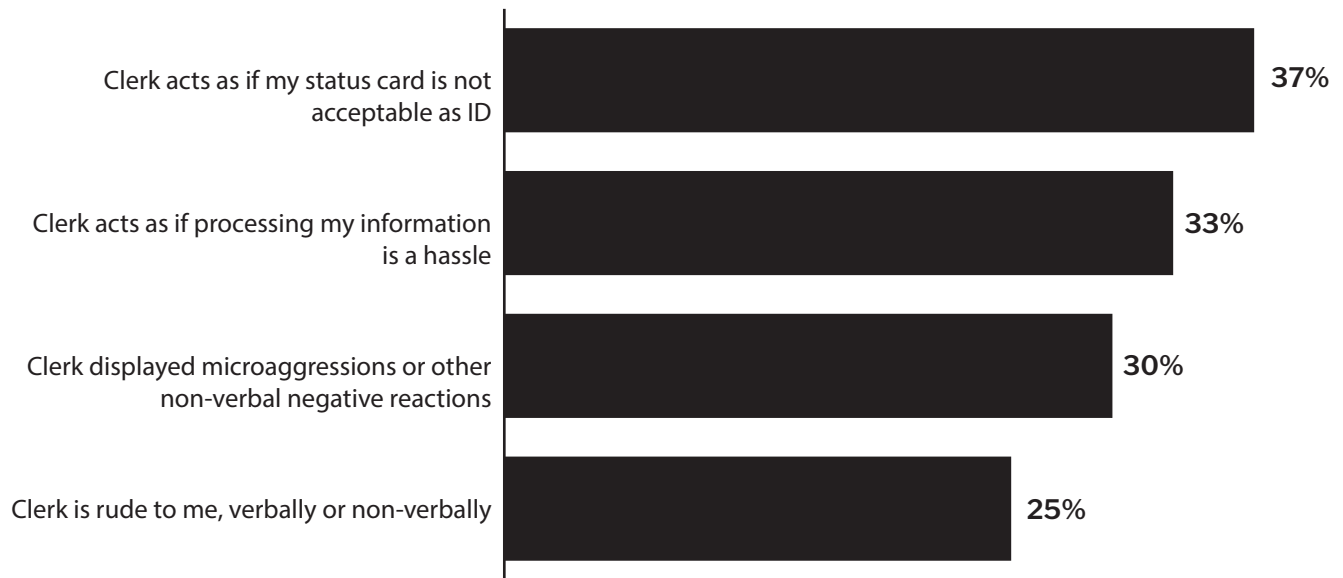 Clerk acts as if my status card is not
acceptable as ID
37%
Clerk acts as if processing my information
is a hassle
33%
Clerk displayed microaggressions or other
non-verbal negative reactions
30%
Clerk is rude to me, verbally or non-verbally
25%